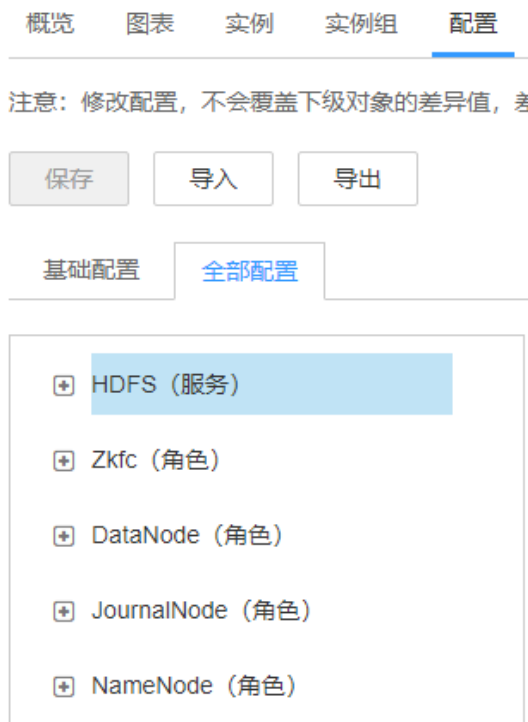 概览 图表 实例 实例组 配置
注意：修改配置，不会覆盖下级对象的差异值，
保存 导入 导出
基础配置 全部配置
HDFS（服务）
Zkfc（角色）
DataNode（角色）
JournalNode（角色）
NameNode（角色）